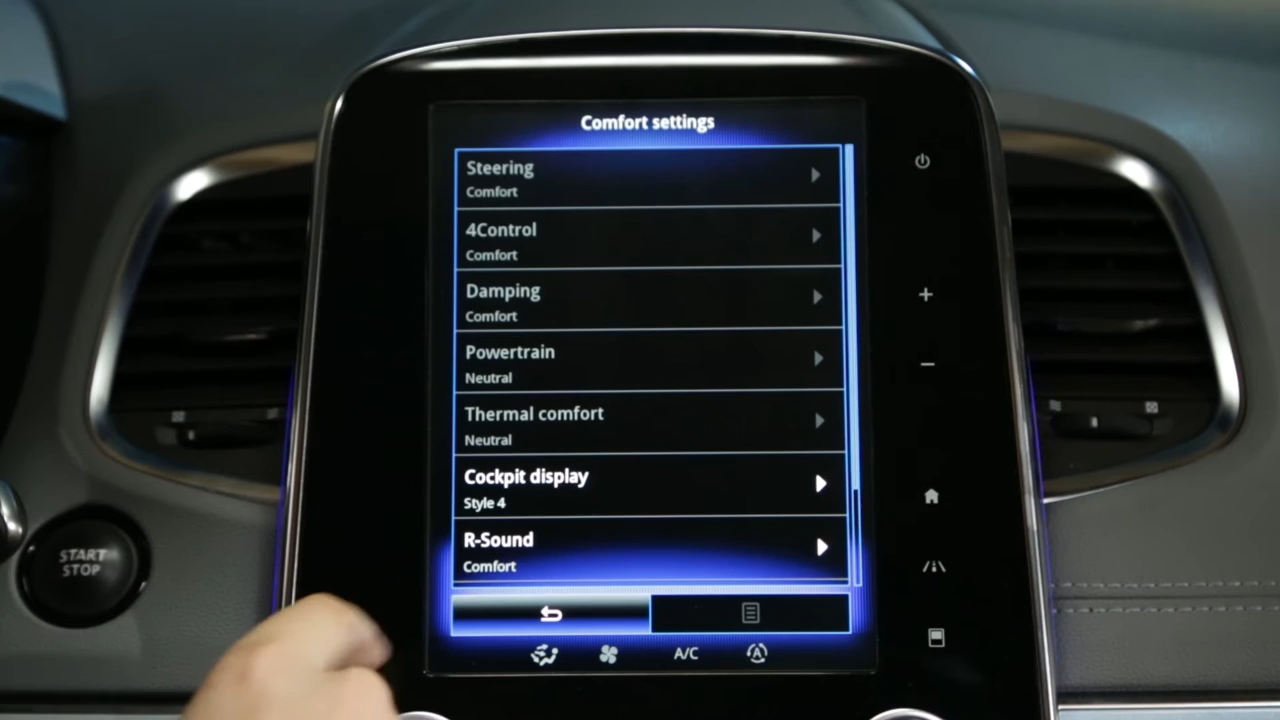 Comfort settings
Steering
Comfort
4Control
Comfort
Damping
Comfort
Powertrain
Neutral
Thermal comfort
Neutral
Cockpit display
Style 4
R-Sound
Comfort
START
STOP
A/C
A